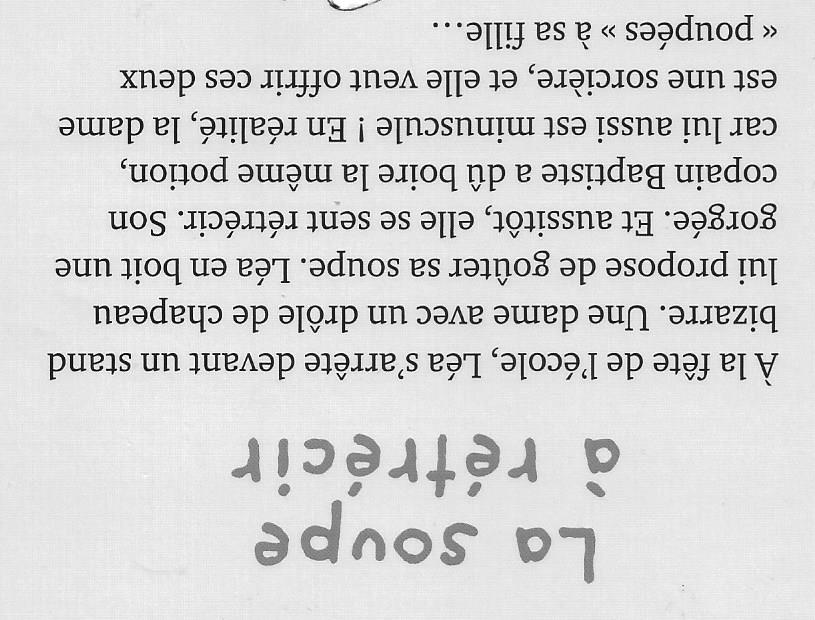 La soupe
à rétrécir
À la fête de l'école, Léa s'arrête devant un stand
bizarre. Une dame avec un drôle de chapeau
lui propose de goûter sa soupe. Léa en boit une
gorgée. Et aussitôt, elle se sent rétrécir. Son
copain Baptiste a dû boire la même potion,
car lui aussi est minuscule ! En réalité, la dame
est une sorcière, et elle veut offrir ces deux
« poupées » à sa fille...